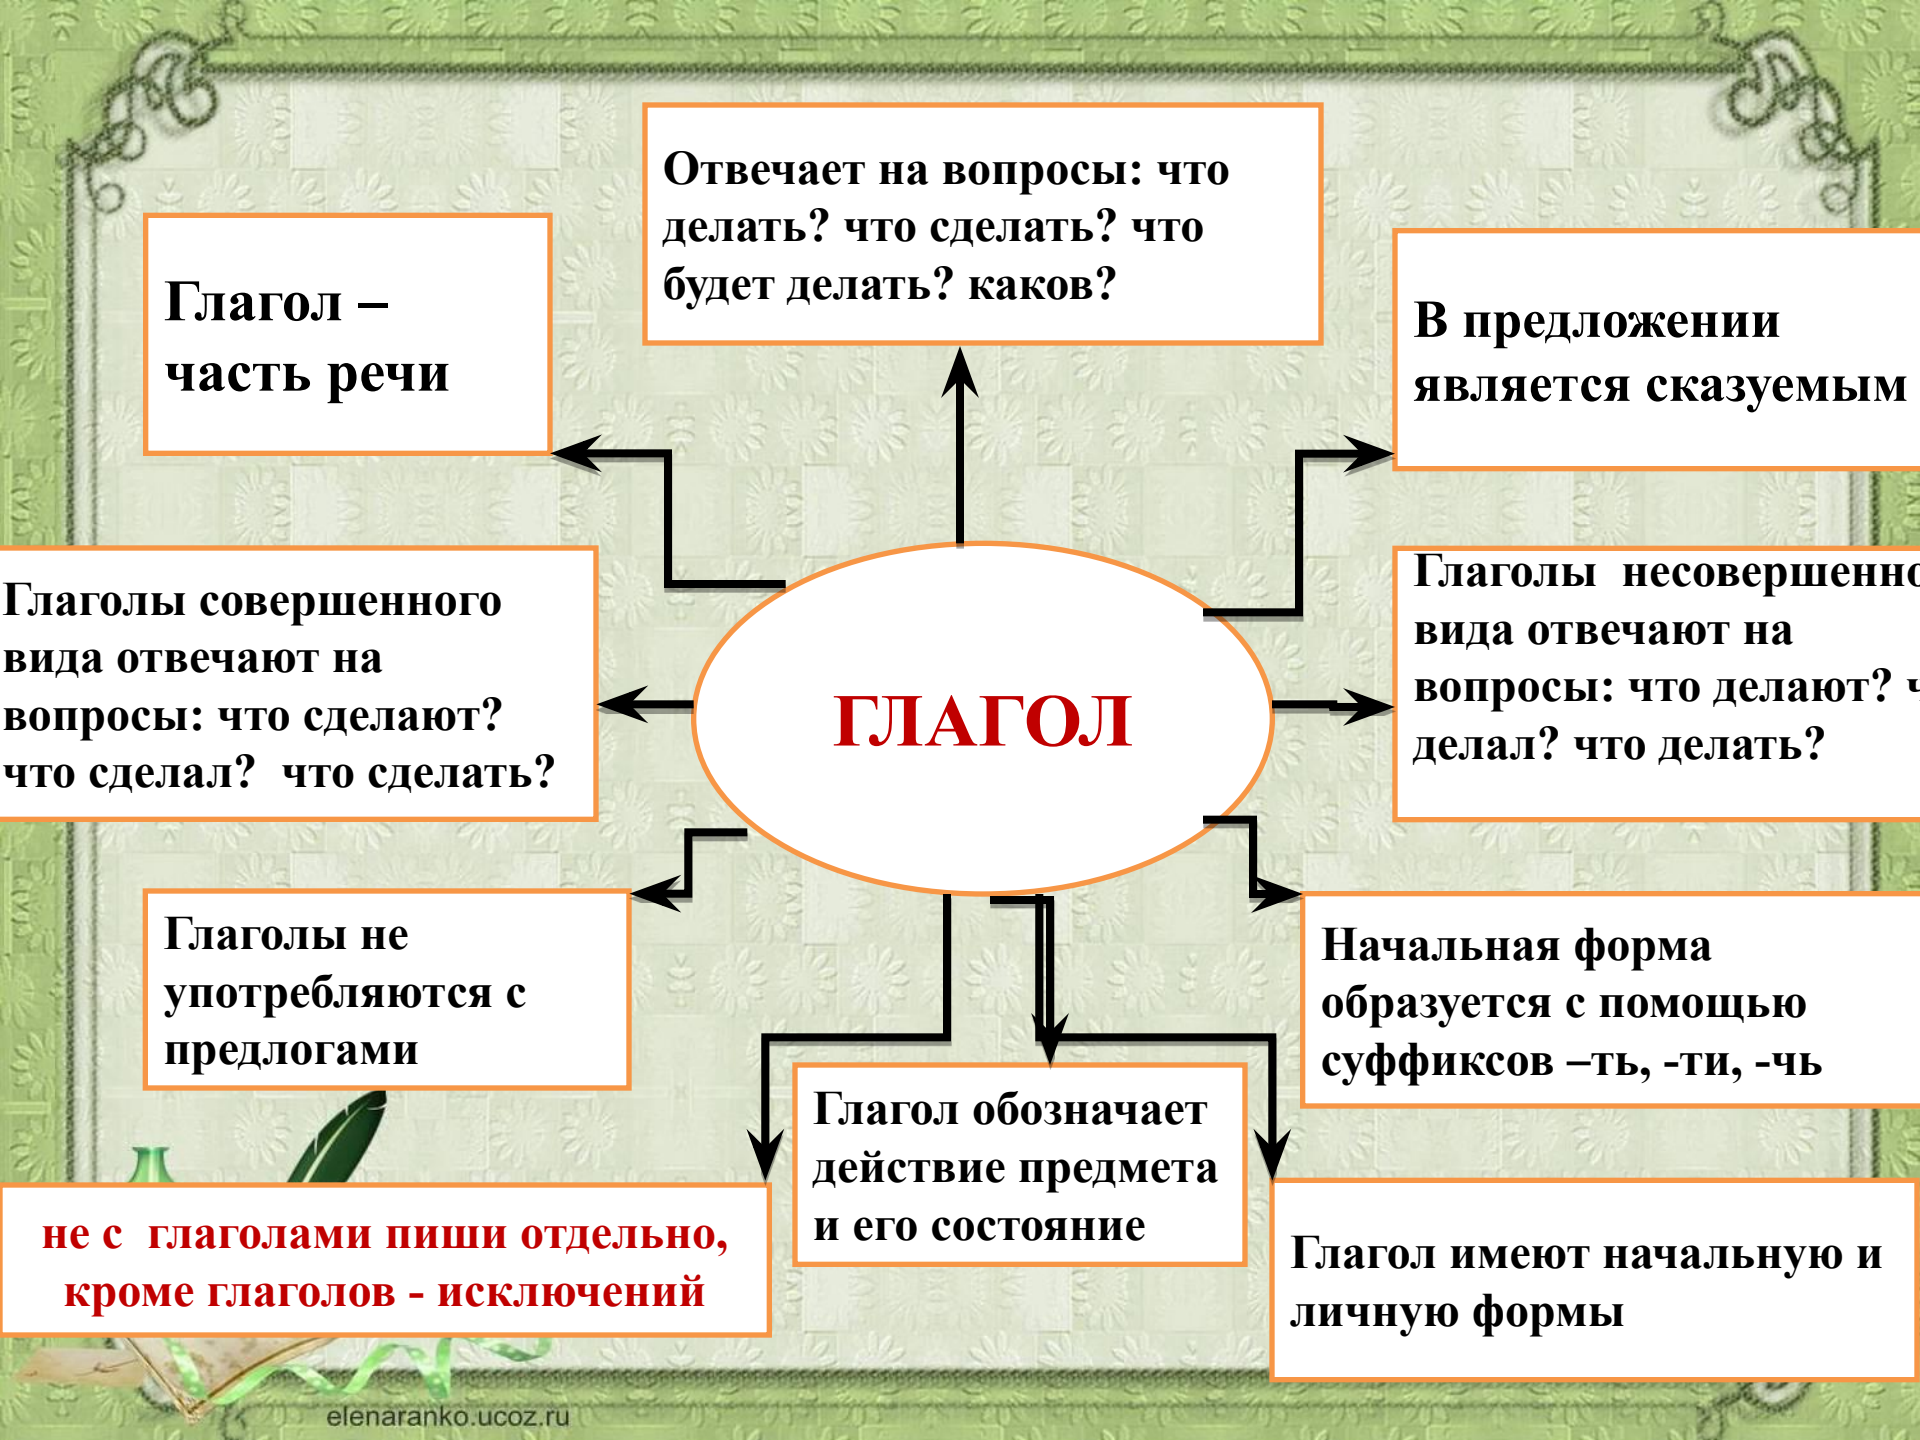 Отвечает на вопросы: что
делать? что сделать? что
будет делать? каков?
Глагол –
часть речи
В предложении
является сказуемым
Глаголы совершенного
вида отвечают на
вопросы: что сделают?
что сделал?  что сделать?
ГЛАГОЛ
Глаголы
вида отвечают на
вопросы: что делают?
делал? что делать?
Глаголы не
употребляются с
предлогами
Начальная форма
образуется с помощью
суффиксов –ть, -ти, -чь
Глагол обозначает
действие предмета
и его состояние
не с  глаголами пиши отдельно,
кроме глаголов - исключений
Глагол имеют начальную и
личную формы
elenaranko.ucoz.ru